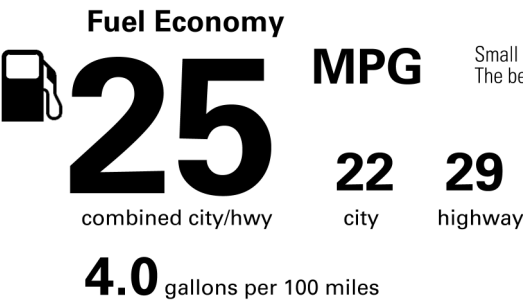 Fuel Economy
25 MPG
Small
The be
22 29
combined city/hwy city highway
4.0 gallons per 100 miles